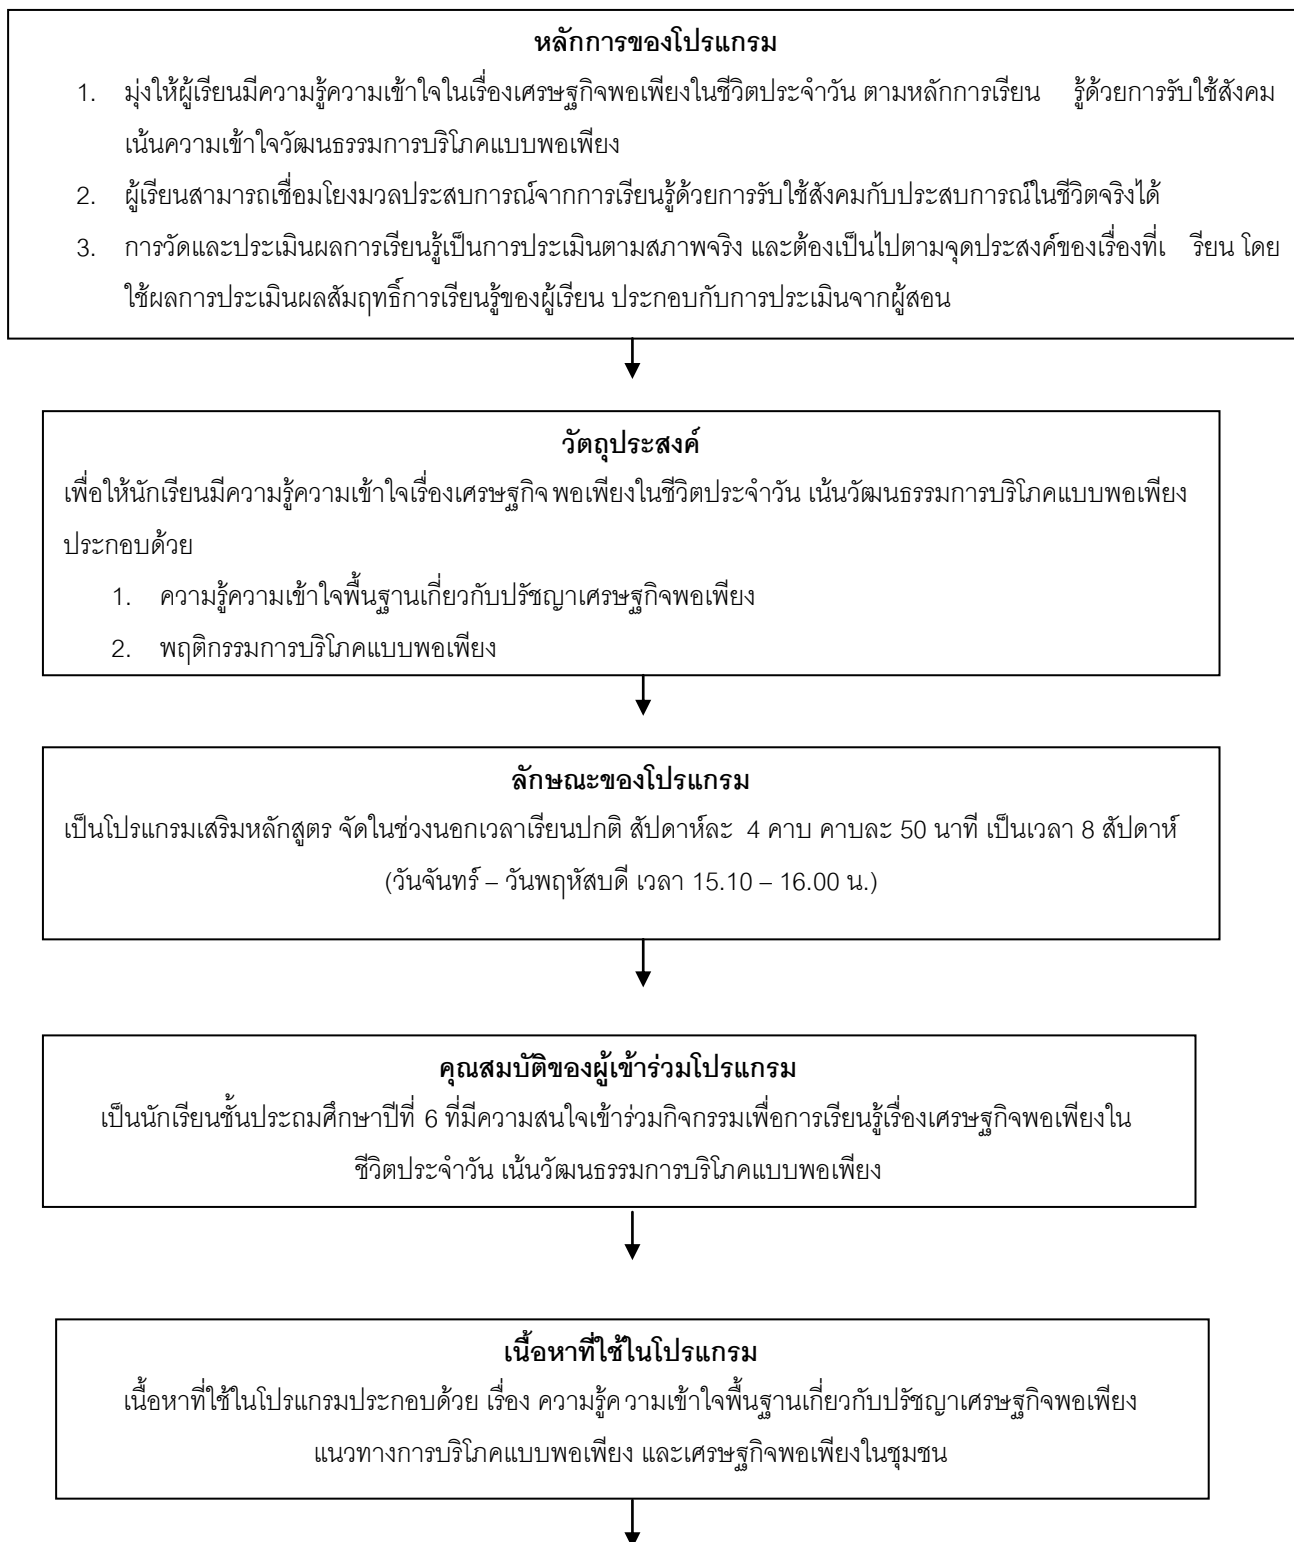 หลักการของโปรแกรม
1. มุ่งให้ผู้เรียนมีความรู้ความเข้าใจในเรื่องเศรษฐกิจพอเพียงในชีวิตประจำวัน ตามหลักการเรียน รู้ด้วยการรับใช้สังคม
เน้นความเข้าใจวัฒนธรรมการบริโภคแบบพอเพียง
2. ผู้เรียนสามารถเชื่อมโยงมวลประสบการณ์จากการเรียนรู้ด้วยการรับใช้สังคมกับประสบการณ์ในชีวิตจริงได้
3. การวัดและประเมินผลการเรียนรู้เป็นการประเมินตามสภาพจริง และต้องเป็นไปตามจุดประสงค์ของเรื่องที่เ รียน โดย
ใช้ผลการประเมินผลสัมฤทธิ์การเรียนรู้ของผู้เรียน ประกอบกับการประเมินจากผู้สอน
วัตถุประสงค์
เพื่อให้นักเรียนมีความรู้ความเข้าใจเรื่องเศรษฐกิจ พอเพียงในชีวิตประจำวัน เน้นวัฒนธรรมการบริโภคแบบพอเพียง
ประกอบด้วย
1. ความรู้ความเข้าใจพื้นฐานเกี่ยวกับปรัชญาเศรษฐกิจพอเพียง
2. พฤติกรรมการบริโภคแบบพอเพียง
ลักษณะของโปรแกรม
เป็นโปรแกรมเสริมหลักสูตร จัดในช่วงนอกเวลาเรียนปกติ สัปดาห์ละ 4 คาบ คาบละ 50 นาที เป็นเวลา 8 สัปดาห์
(วันจันทร์ – วันพฤหัสบดี เวลา 15.10 – 16.00 น.)
คุณสมบัติของผู้เข้าร่วมโปรแกรม
เป็นนักเรียนชั้นประถมศึกษาปีที่ 6 ที่มีความสนใจเข้าร่วมกิจกรรมเพื่อการเรียนรู้เรื่องเศรษฐกิจพอเพียงใน
ชีวิตประจำวัน เน้นวัฒนธรรมการบริโภคแบบพอเพียง
เนื้อหาที่ใช้ในโปรแกรม
เนื้อหาที่ใช้ในโปรแกรมประกอบด้วย เรื่อง ความรู้ค วามเข้าใจพื้นฐานเกี่ยวกับปรัชญาเศรษฐกิจพอเพียง
แนวทางการบริโภคแบบพอเพียง และเศรษฐกิจพอเพียงในชุมชน